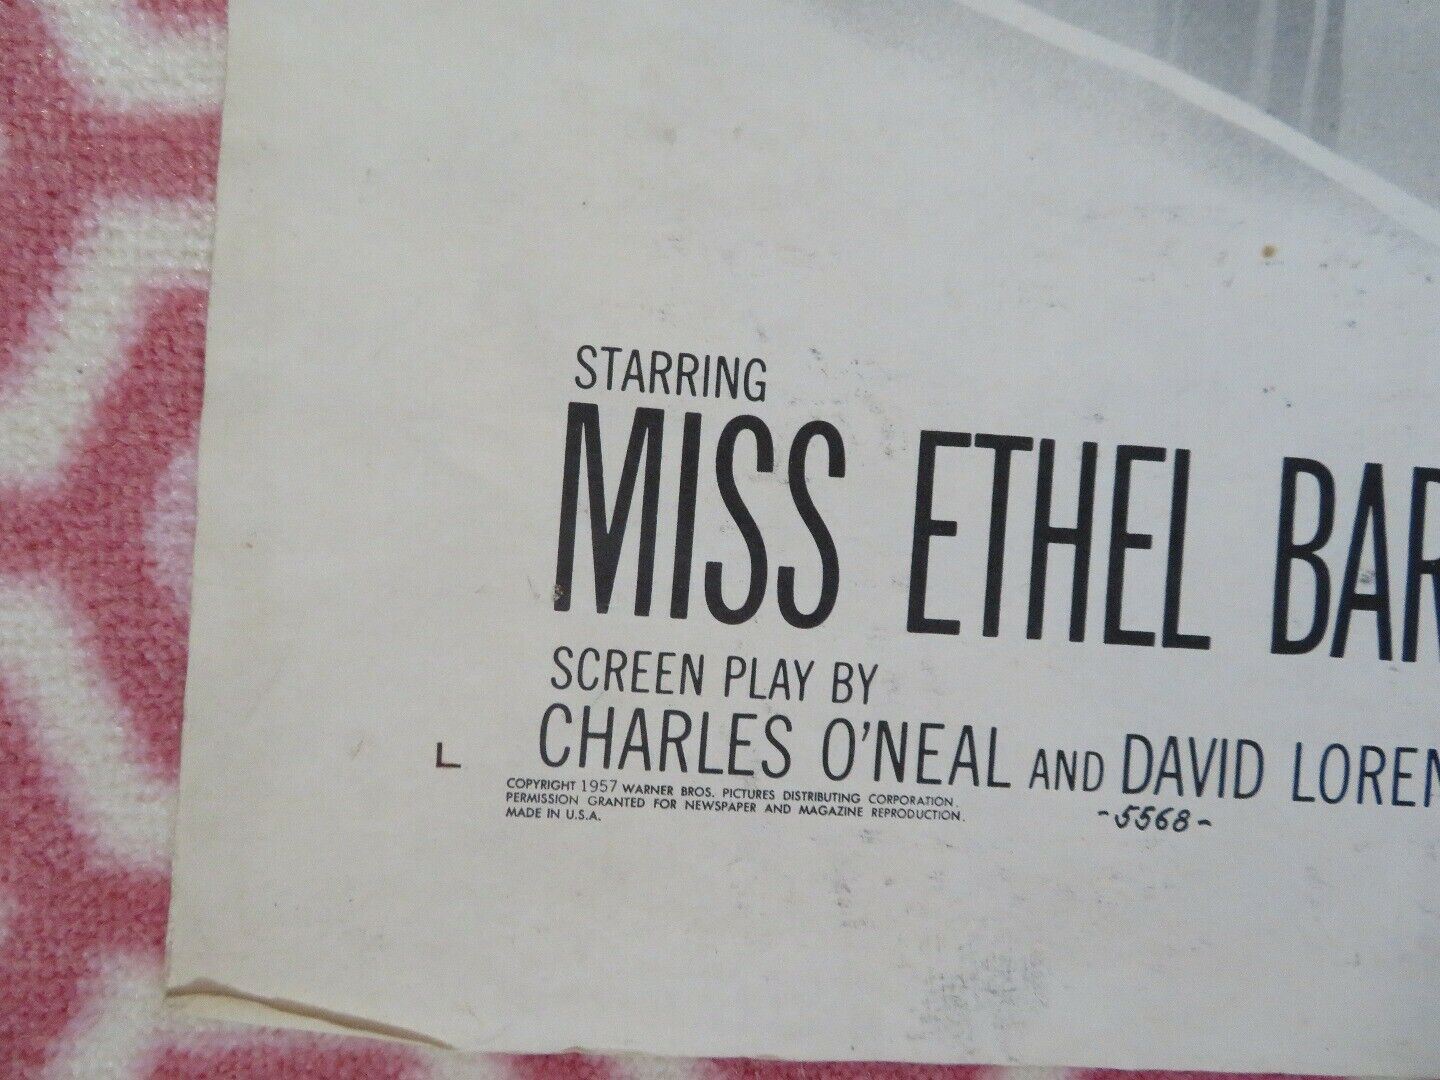 STARRING
MISS ETHEL BAR
SCREEN PLAY BY
CHARLES O'NEAL AND DAVID LOREN
L
COPYRIGHT 1957 WARNER BROS. PICTURES DISTRIBUTING CORPORATION.
PERMISSION GRANTED FOR NEWSPAPER AND MAGAZINE REPRODUCTION.
MADE IN U.S.A.
-5568-